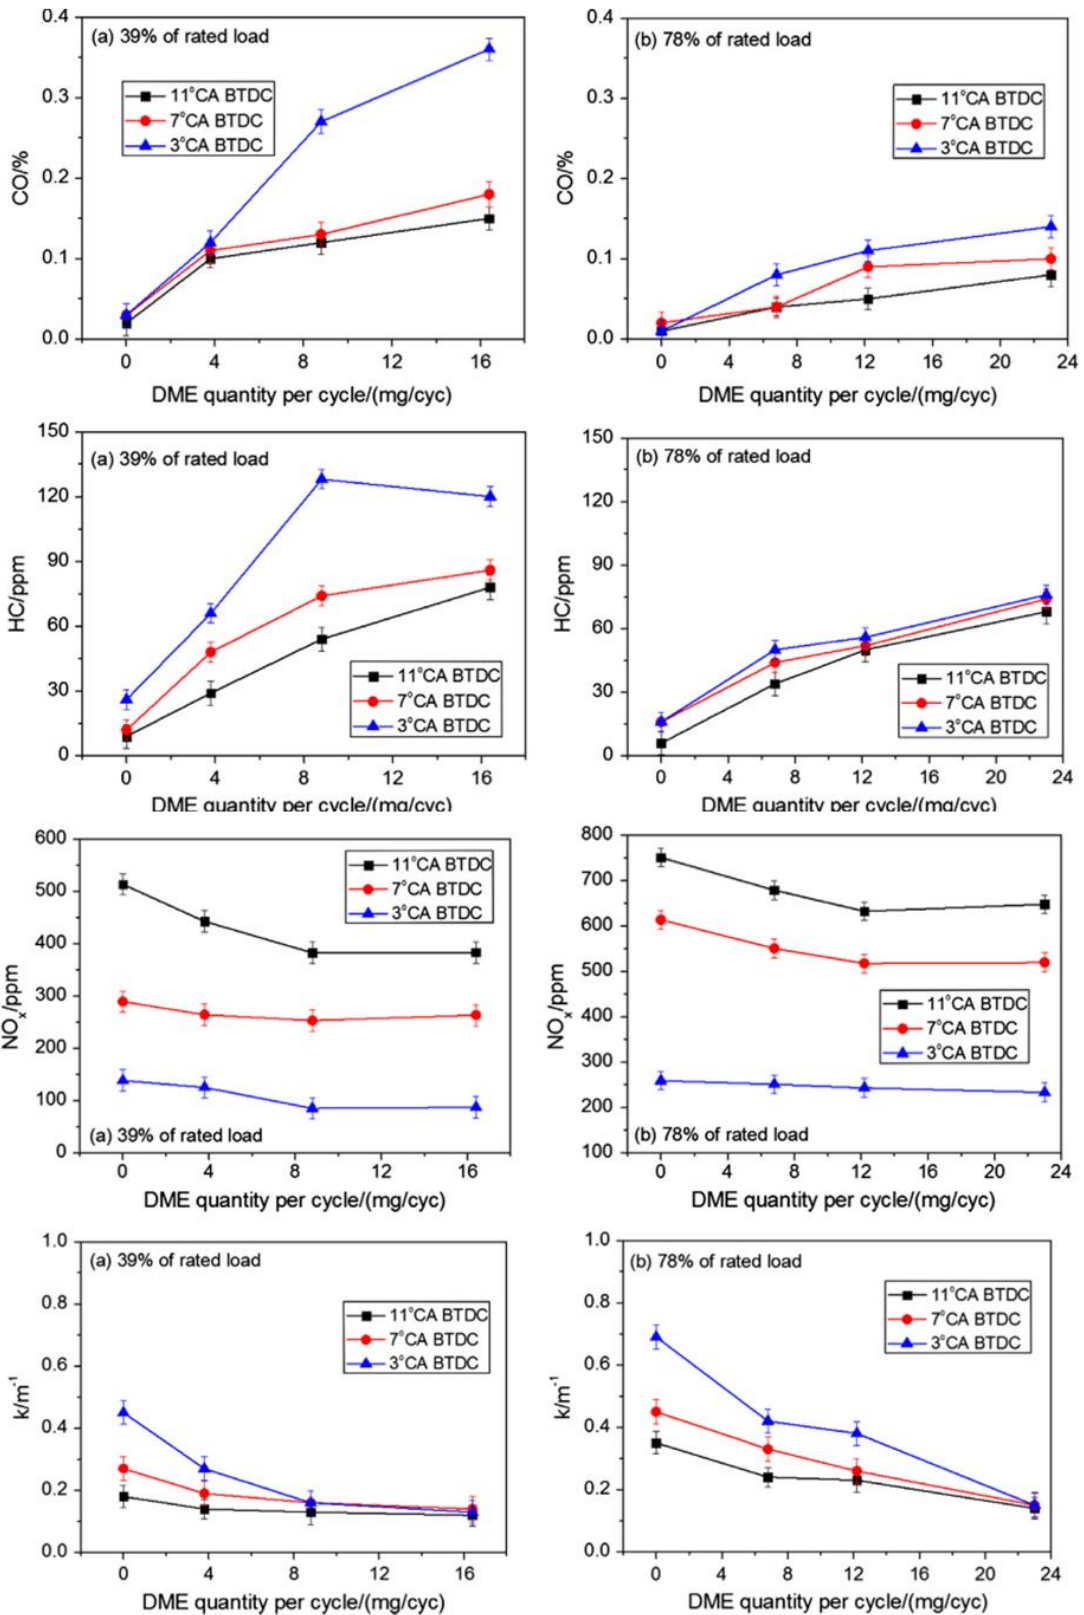 (a) 39% of rated load
11°CA BTDC
7°CA BTDC
3°CA BTDC
CO/%
0.4
0.3
0.2
0.1
0.0
0 4 8 12 16
DME quantity per cycle/(mg/cyc)
(b) 78% of rated load
11°CA BTDC
7°CA BTDC
3°CA BTDC
CO/%
0.4
0.3
0.2
0.1
0.0
0 4 8 12 16 20 24
DME quantity per cycle/(mg/cyc)
(a) 39% of rated load
11°CA BTDC
7°CA BTDC
3°CA BTDC
HC/ppm
150
120
90
60
30
0
0 4 8 12 16
DME quantity per cycle/(mg/cyc)
(b) 78% of rated load
11°CA BTDC
7°CA BTDC
3°CA BTDC
HC/ppm
150
120
90
60
30
0
0 4 8 12 16 20 24
DME quantity per cycle/(mg/cyc)
600
500
400
300
200
100
0
NOx/ppm
11°CA BTDC
7°CA BTDC
3°CA BTDC
(a) 39% of rated load
0 4 8 12 16
DME quantity per cycle/(mg/cyc)
800
700
600
500
400
300
200
100
NOx/ppm
11°CA BTDC
7°CA BTDC
3°CA BTDC
(b) 78% of rated load
0 4 8 12 16 20 24
DME quantity per cycle/(mg/cyc)
(a) 39% of rated load
11°CA BTDC
7°CA BTDC
3°CA BTDC
k/m⁻¹
1.0
0.8
0.6
0.4
0.2
0.0
0 4 8 12 16
DME quantity per cycle/(mg/cyc)
(b) 78% of rated load
11°CA BTDC
7°CA BTDC
3°CA BTDC
k/m⁻¹
1.0
0.8
0.6
0.4
0.2
0.0
0 4 8 12 16 20 24
DME quantity per cycle/(mg/cyc)